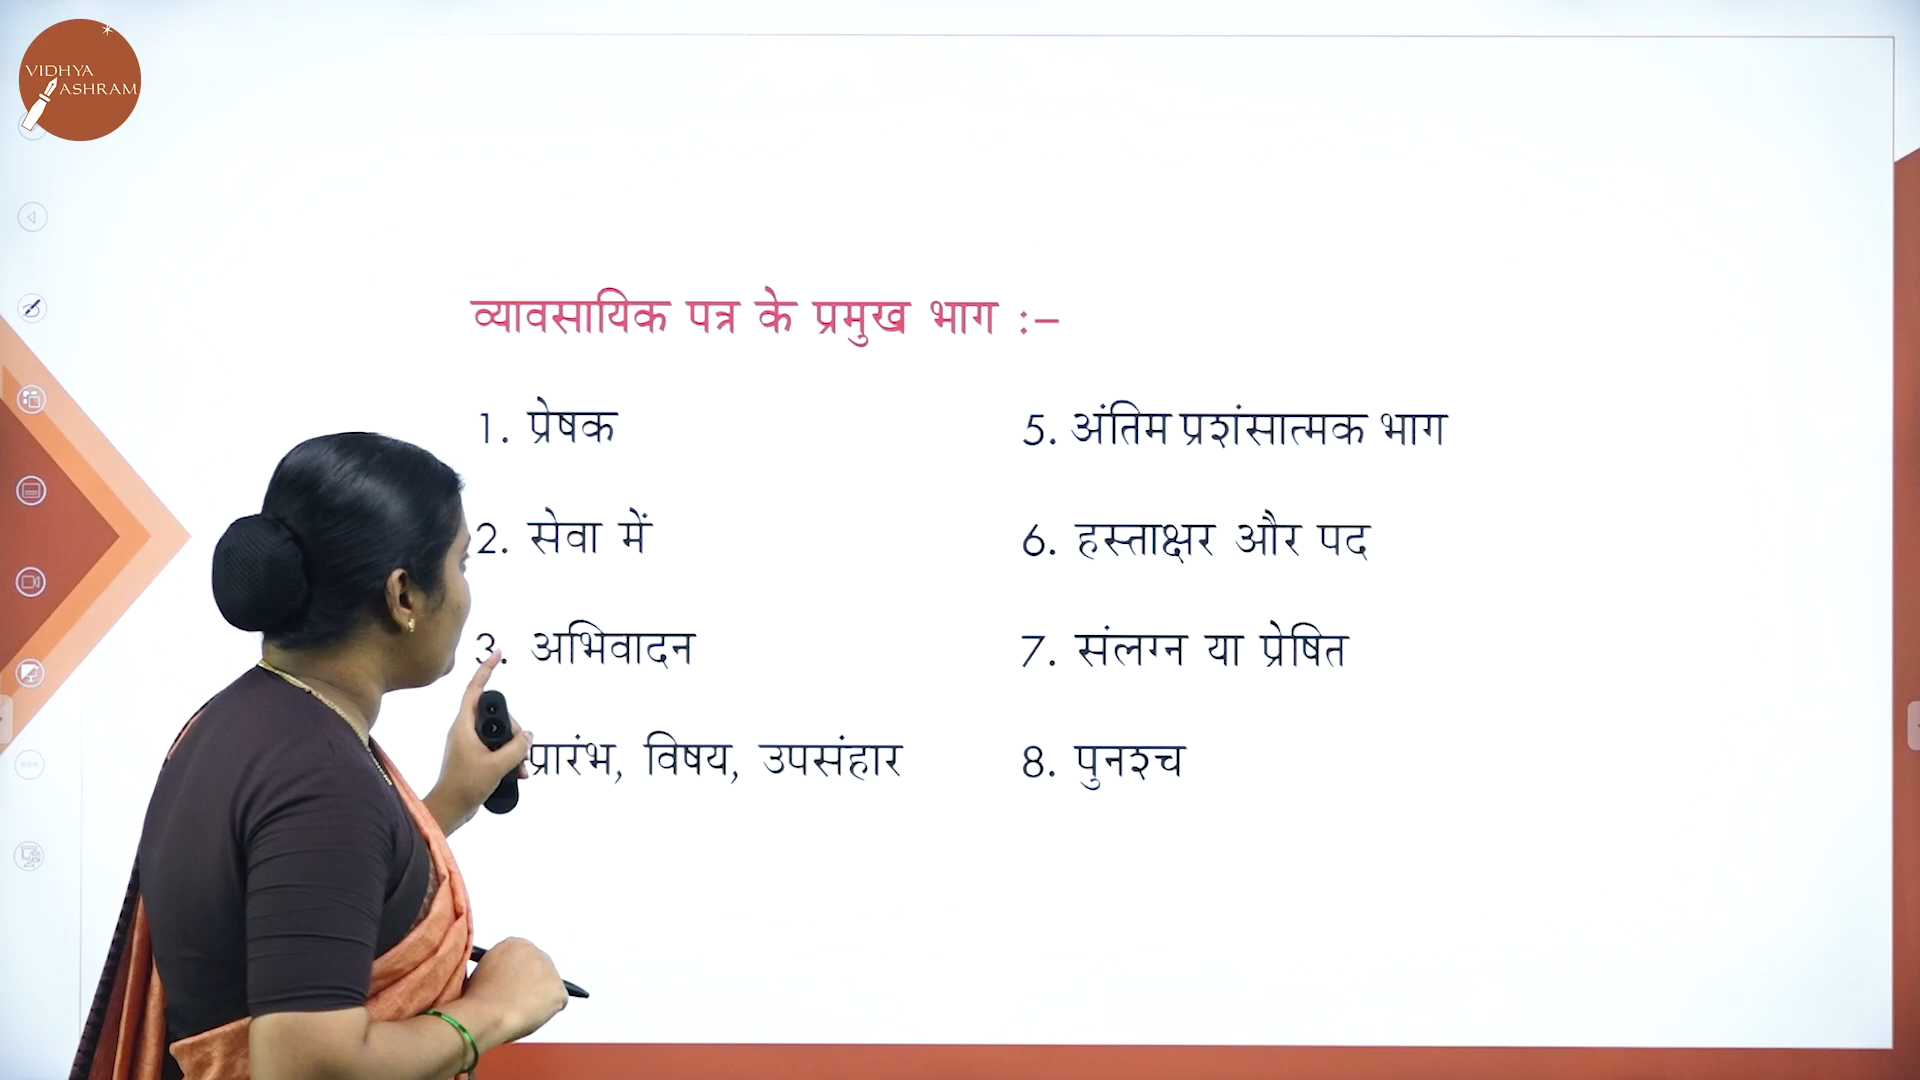 VIDHYA
ASHRAM
व्यावसायिक पत्र के प्रमुख भाग :–
1. प्रेषक
2. सेवा में
3. अभिवादन
प्रारंभ, विषय, उपसंहार
5. अंतिम प्रशंसात्मक भाग
6. हस्ताक्षर और पद
7. संलग्न या प्रेषित
8. पुनश्च